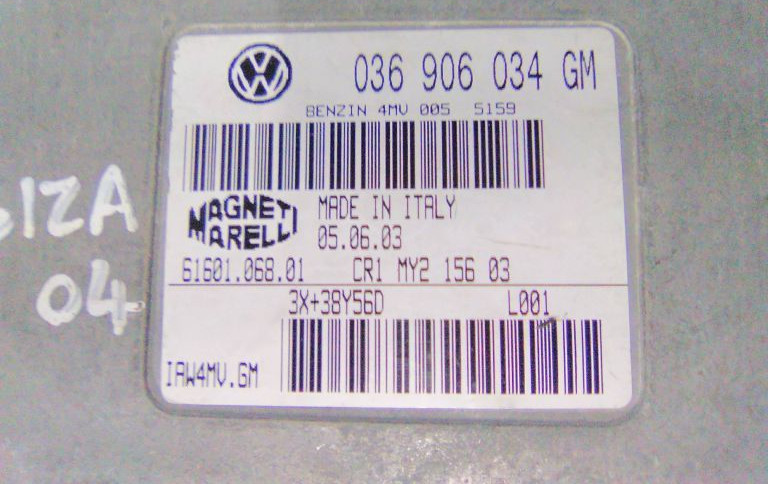 036 906 034 GM
BENZIN 4MV 005 5159
MAGNETI
MARELLI
MADE IN ITALY
05.06.03
61601.068.01 CR1 MY2 156 03
3X+38Y56D L001
IAW4MV.GM
04